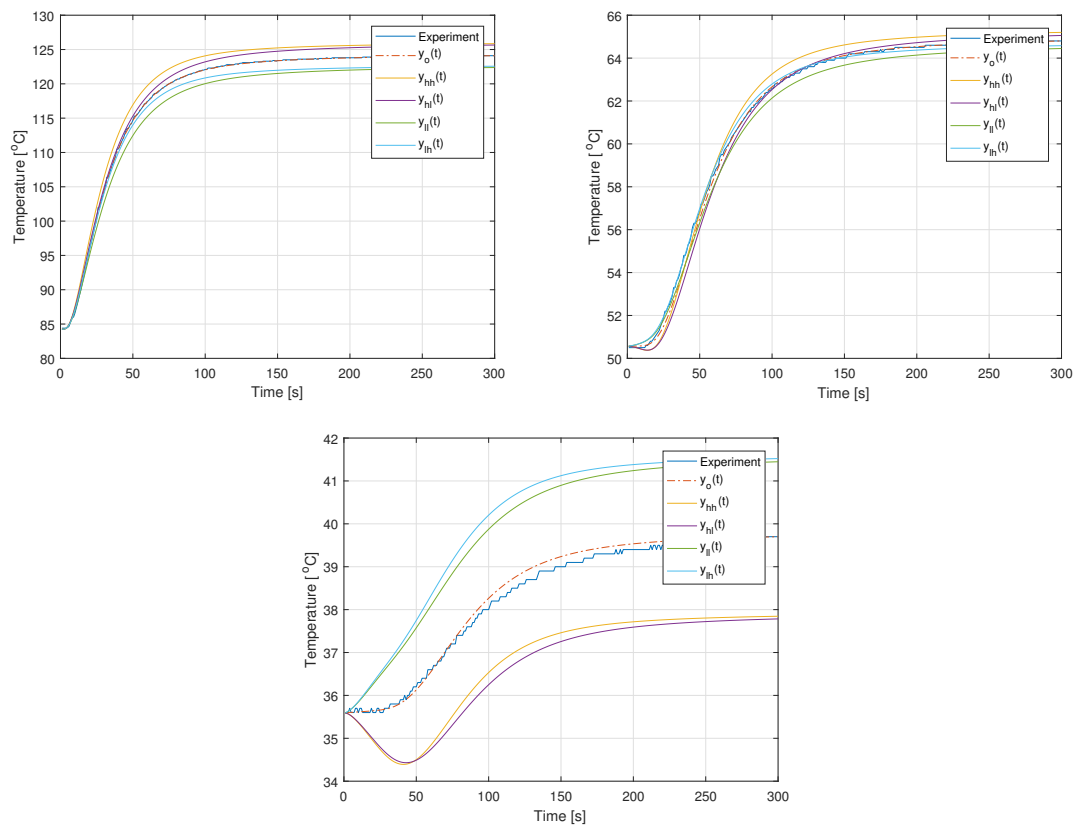 130
125
120
115
110
105
100
95
90
85
80
0
50
100
150
200
250
300
Temperature [ °C]
Time [s]
Experiment
y_o(t)
y_hh(t)
y_hl(t)
y_ll(t)
y_lh(t)
66
64
62
60
58
56
54
52
50
0
50
100
150
200
250
300
Temperature [ °C]
Time [s]
Experiment
y_o(t)
y_hh(t)
y_hl(t)
y_ll(t)
y_lh(t)
42
41
40
39
38
37
36
35
34
0
50
100
150
200
250
300
Temperature [ °C]
Time [s]
Experiment
y_o(t)
y_hh(t)
y_hl(t)
y_ll(t)
y_lh(t)